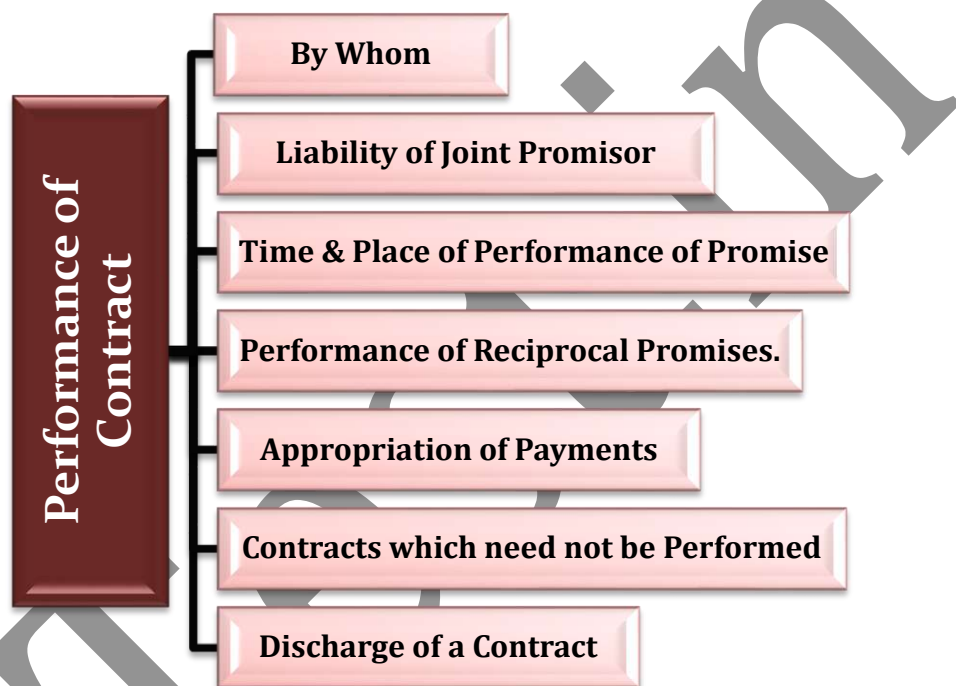 Performance of
Contract
By Whom
Liability of Joint Promisor
Time & Place of Performance of Promise
Performance of Reciprocal Promises.
Appropriation of Payments
Contracts which need not be Performed
Discharge of a Contract